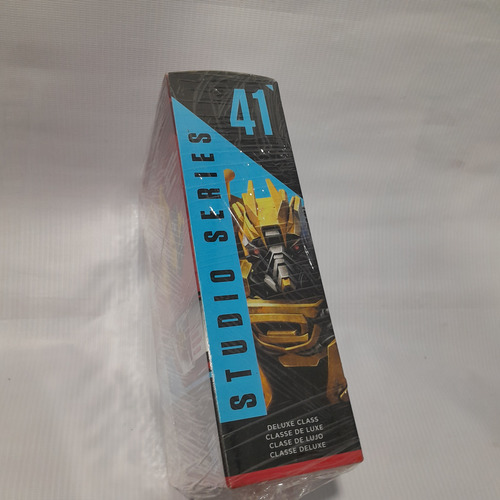 41
STUDIO SERIES
DELUXE CLASS
CLASSE DE LUXE
CLASE DE LUJO
CLASSE DELUXE